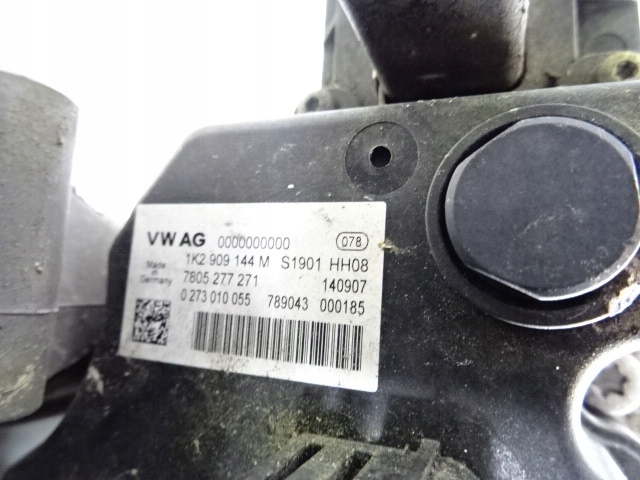 VW AG 0000000000 078
1K2 909 144 M S1901 HH08
Made in Germany 7805 277 271 140907
0 273 010 055 789043 000185